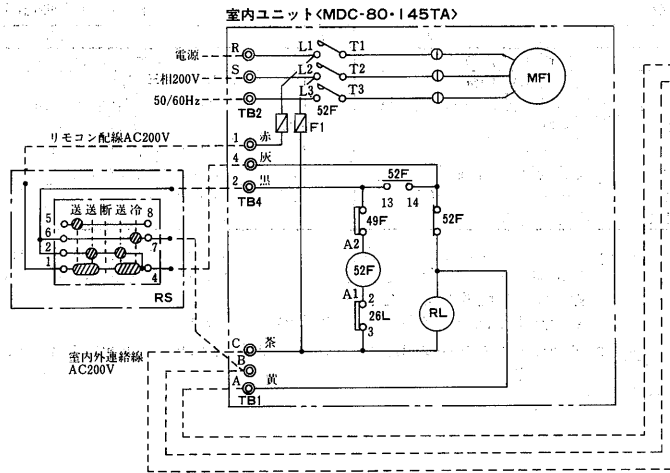 室内ユニット<MDC-80・145TA>
電源 R L1 T1
三相200V S L2 T2 MF1
50/60Hz L3 T3
TB2 52F
F1
リモコン配線AC200V 1 赤
4 灰
2 黒
TB4
52F
13 14
送送断送冷
5 8
6 7
2
1 4
RS
49F 52F
A2
52F
A1 2
26L RL
3
C 茶
室内外連絡線 B
AC200V A 黄
TB1